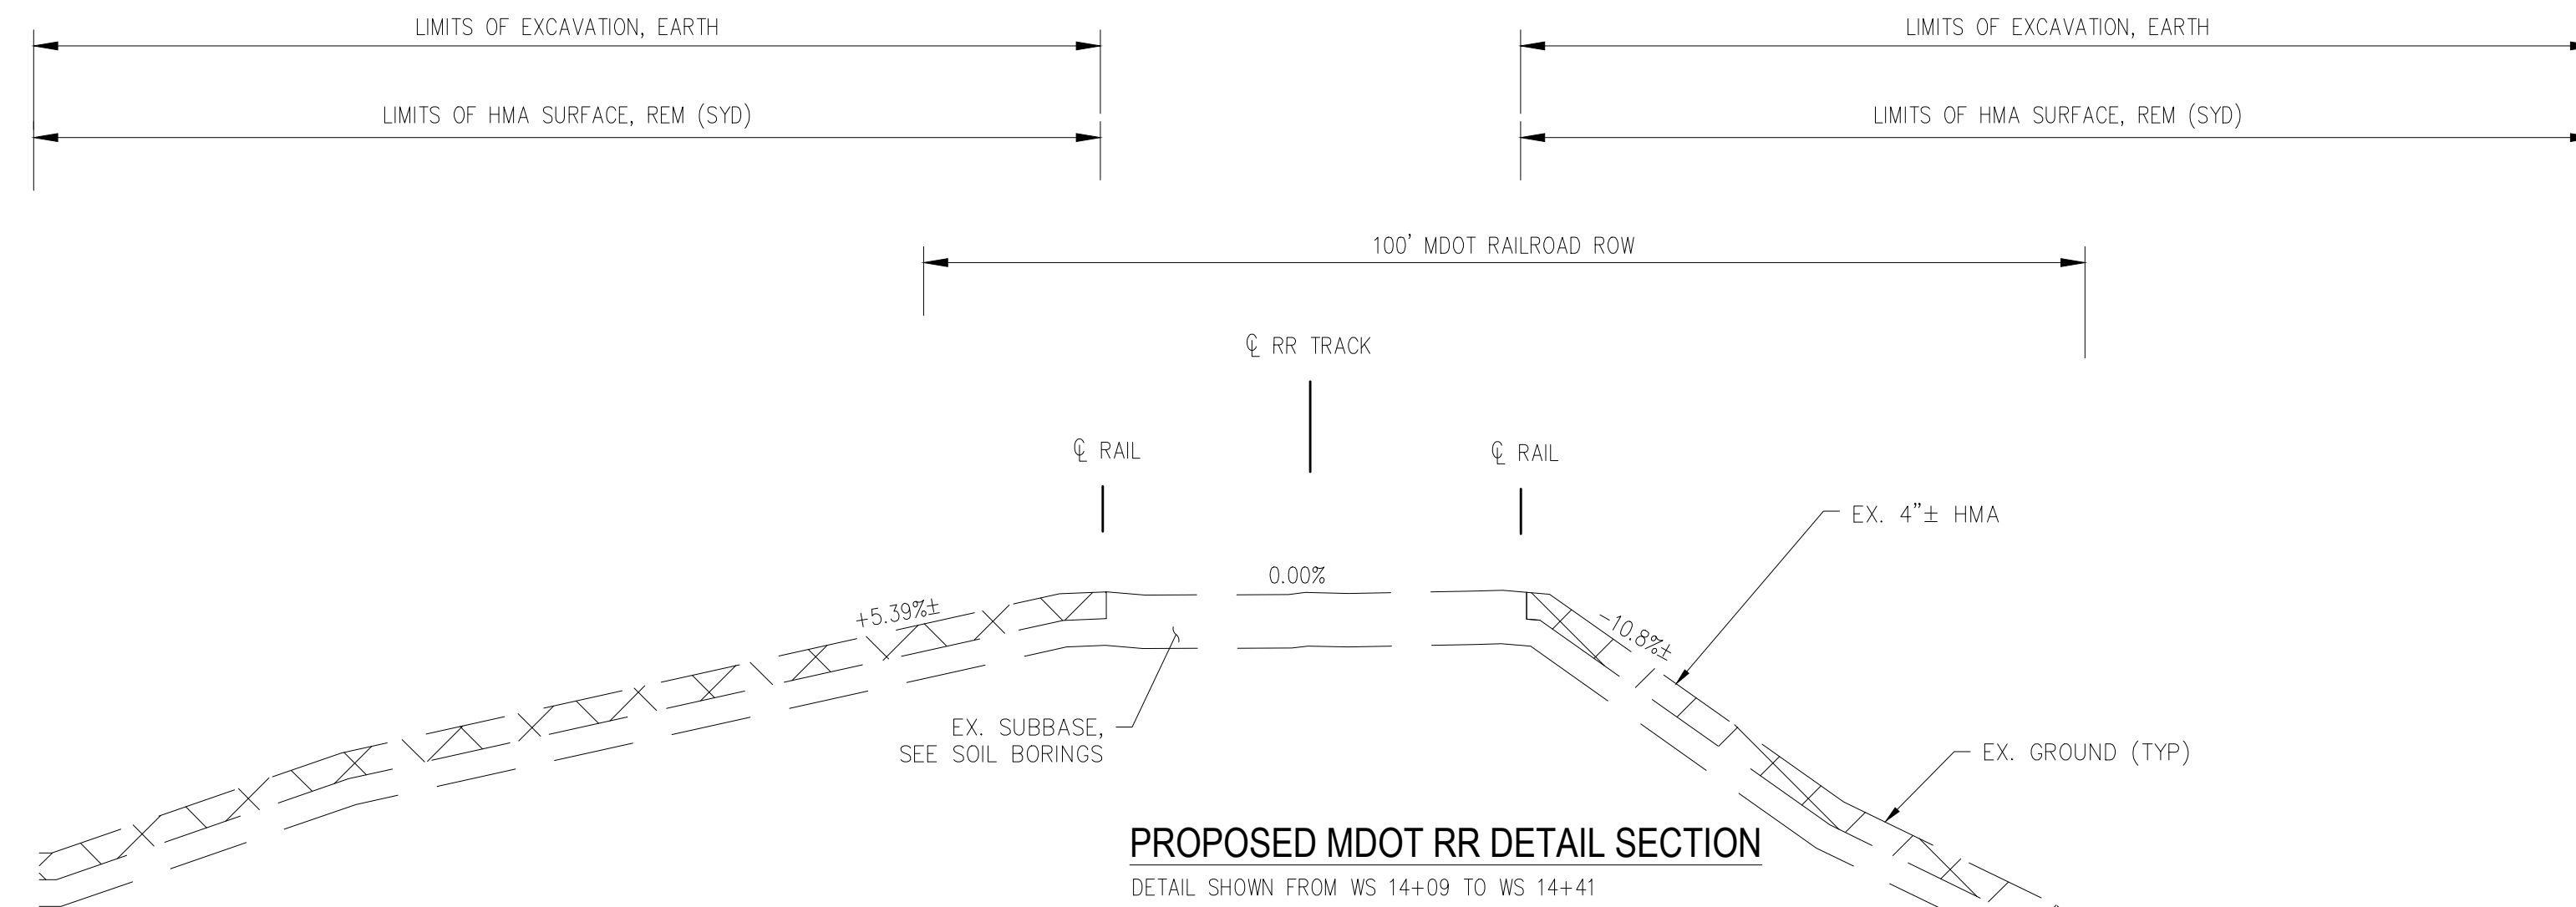 LIMITS OF EXCAVATION, EARTH
LIMITS OF EXCAVATION, EARTH
LIMITS OF HMA SURFACE, REM (SYD)
LIMITS OF HMA SURFACE, REM (SYD)
100' MDOT RAILROAD ROW
℄ RR TRACK
℄ RAIL
℄ RAIL
EX. 4"± HMA
0.00%
+5.39%±
-10.8%±
EX. SUBBASE,
SEE SOIL BORINGS
EX. GROUND (TYP)
PROPOSED MDOT RR DETAIL SECTION
DETAIL SHOWN FROM WS 14+09 TO WS 14+41